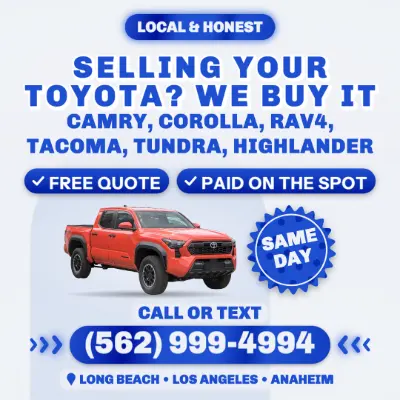 LOCAL & HONEST
SELLING YOUR
TOYOTA? WE BUY IT
CAMRY, COROLLA, RAV4,
TACOMA, TUNDRA, HIGHLANDER
✓ FREE QUOTE ✓ PAID ON THE SPOT
SAME
DAY
CALL OR TEXT
››› (562) 999-4994 ‹‹‹
LONG BEACH • LOS ANGELES • ANAHEIM